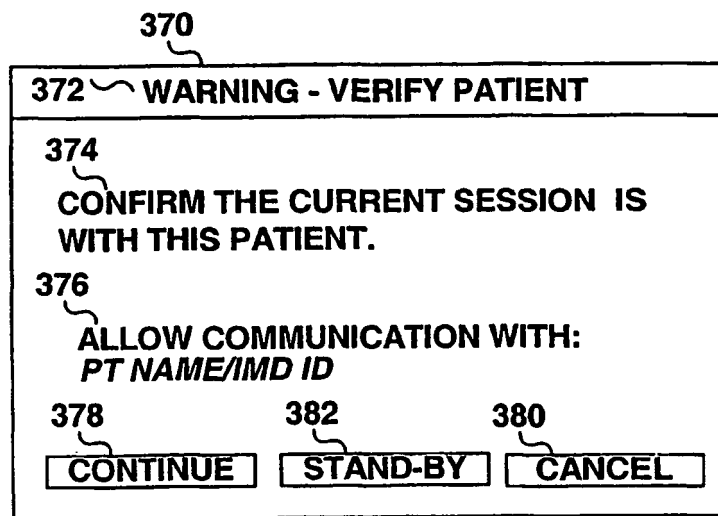 370
372 WARNING - VERIFY PATIENT
374
CONFIRM THE CURRENT SESSION IS
WITH THIS PATIENT.
376
ALLOW COMMUNICATION WITH:
PT NAME/IMD ID
378 382 380
CONTINUE STAND-BY CANCEL